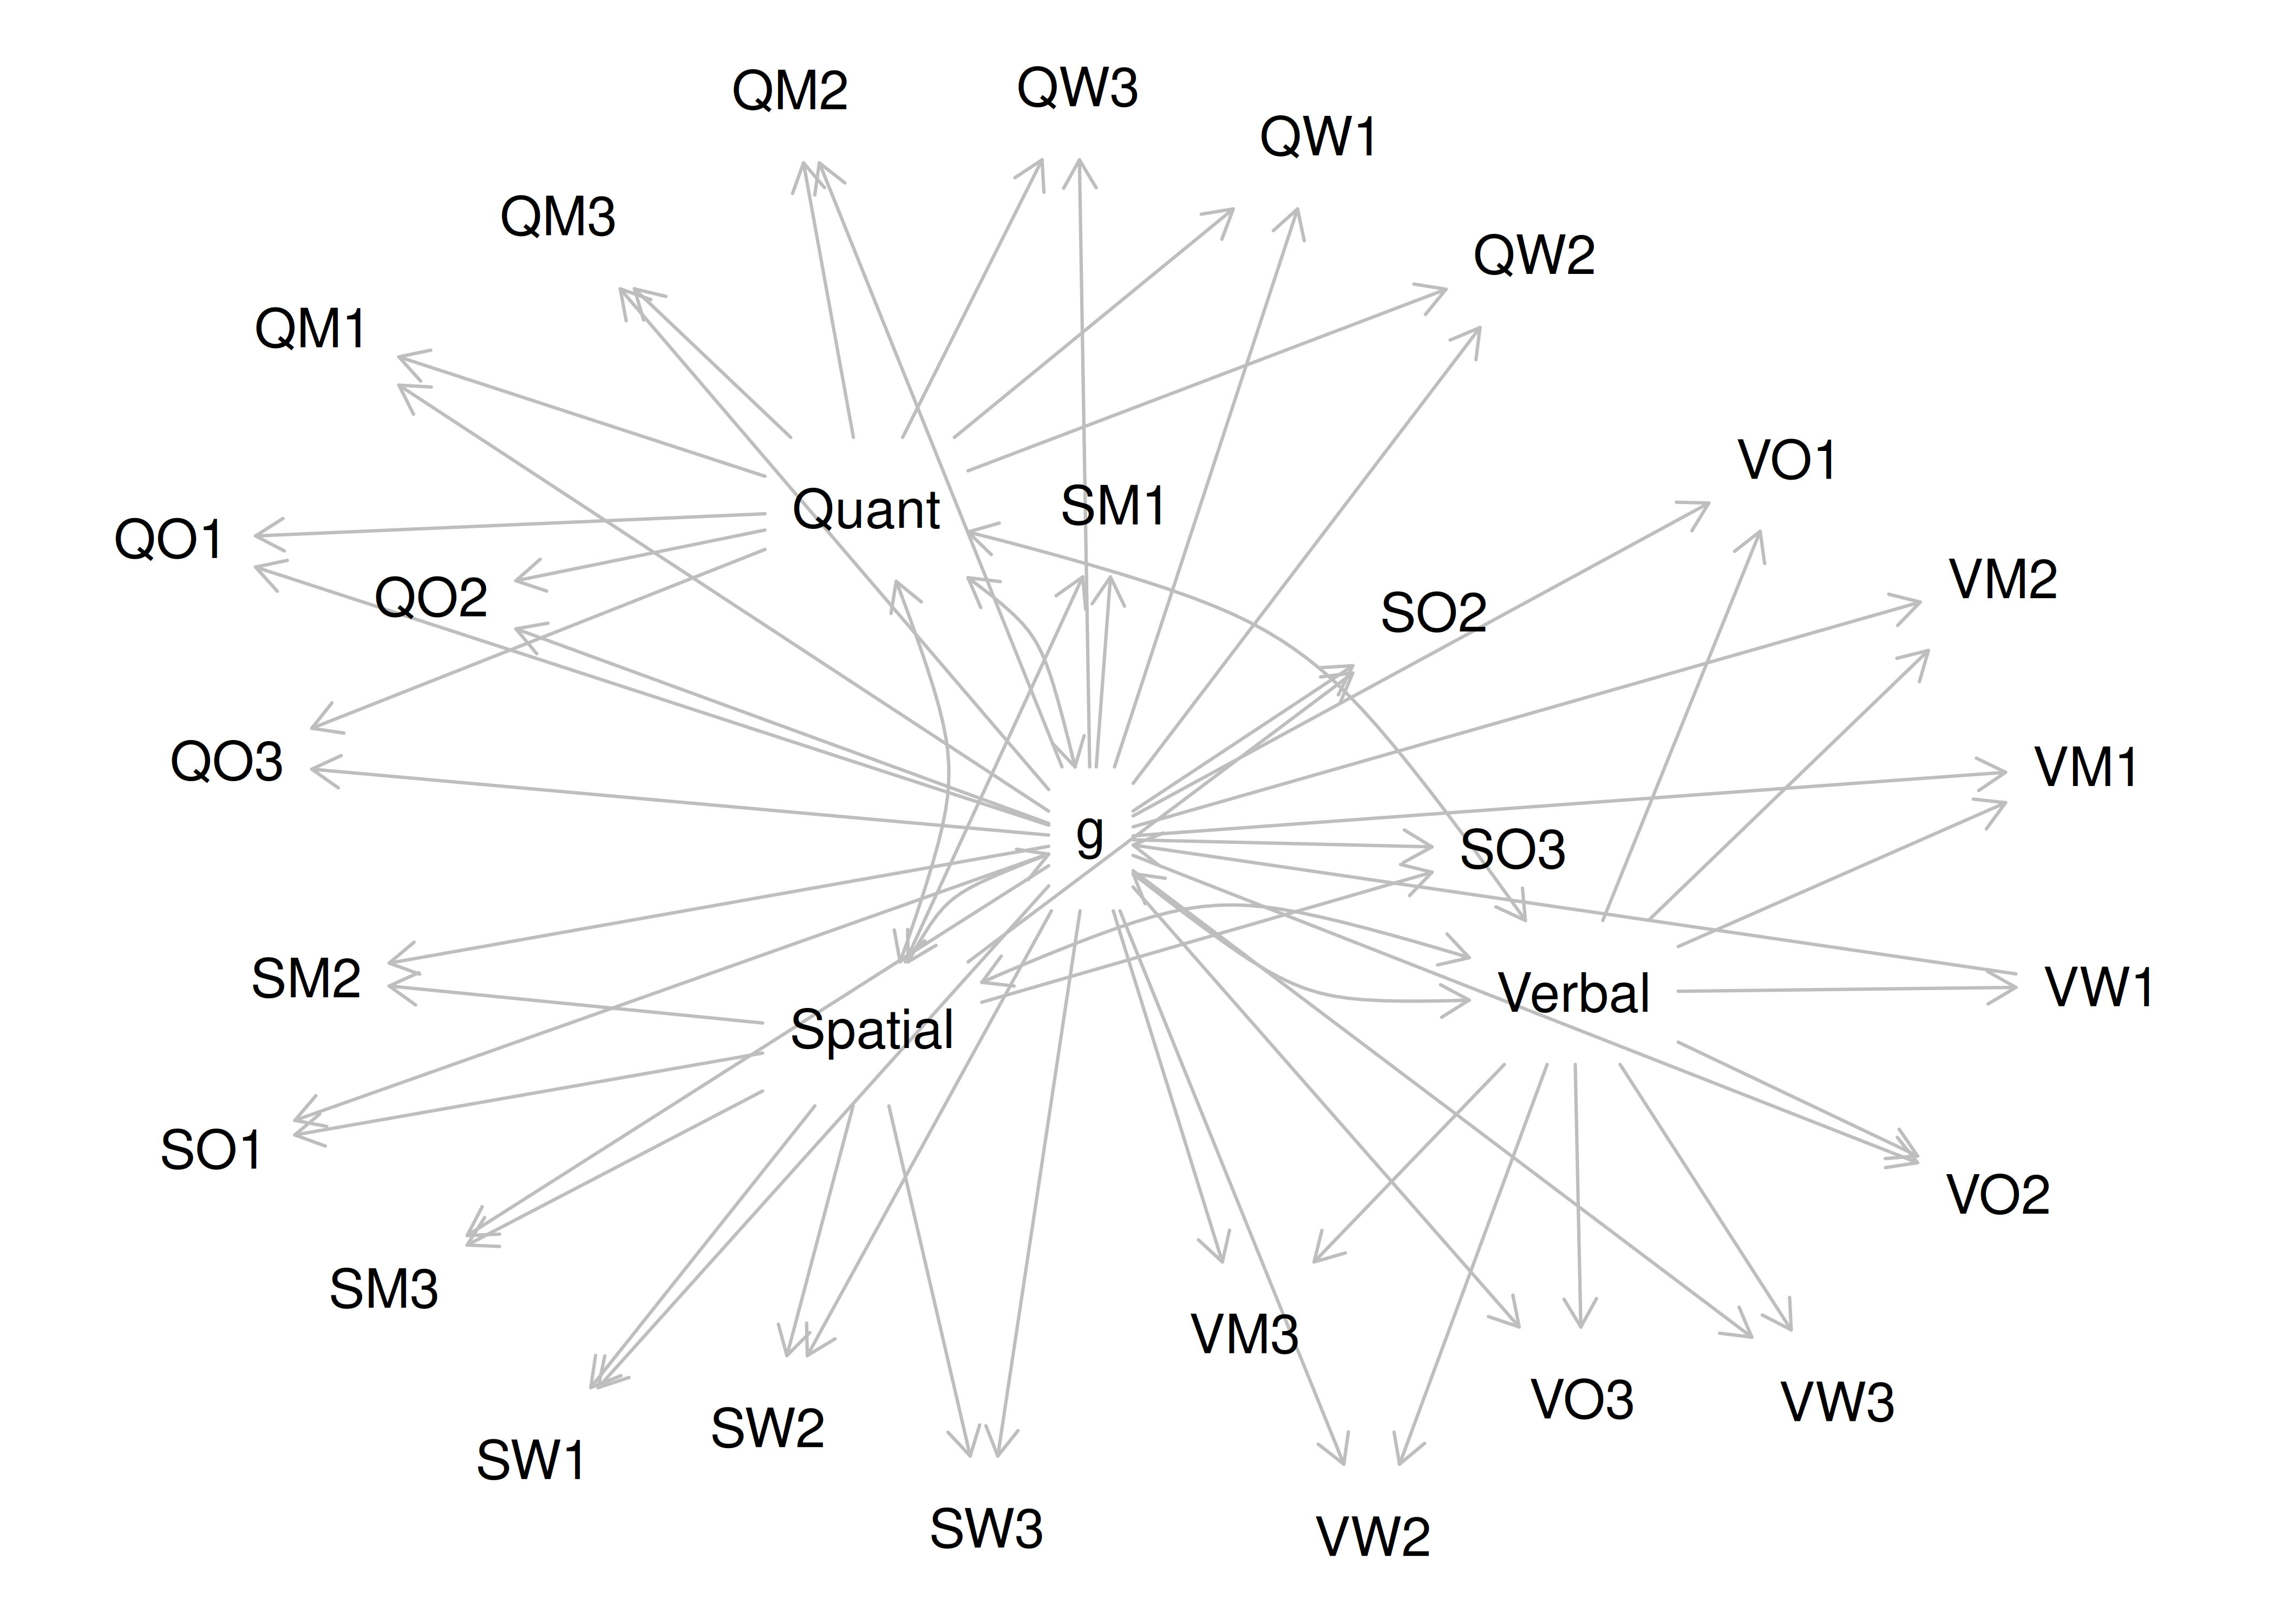 QM2
QW3
QW1
QM3
QW2
QM1
VO1
Quant
SM1
QO1
VM2
QO2
SO2
QO3
VM1
g
SO3
SM2
VW1
Verbal
Spatial
SO1
VO2
SM3
VM3
VO3
VW3
SW2
SW1
SW3
VW2